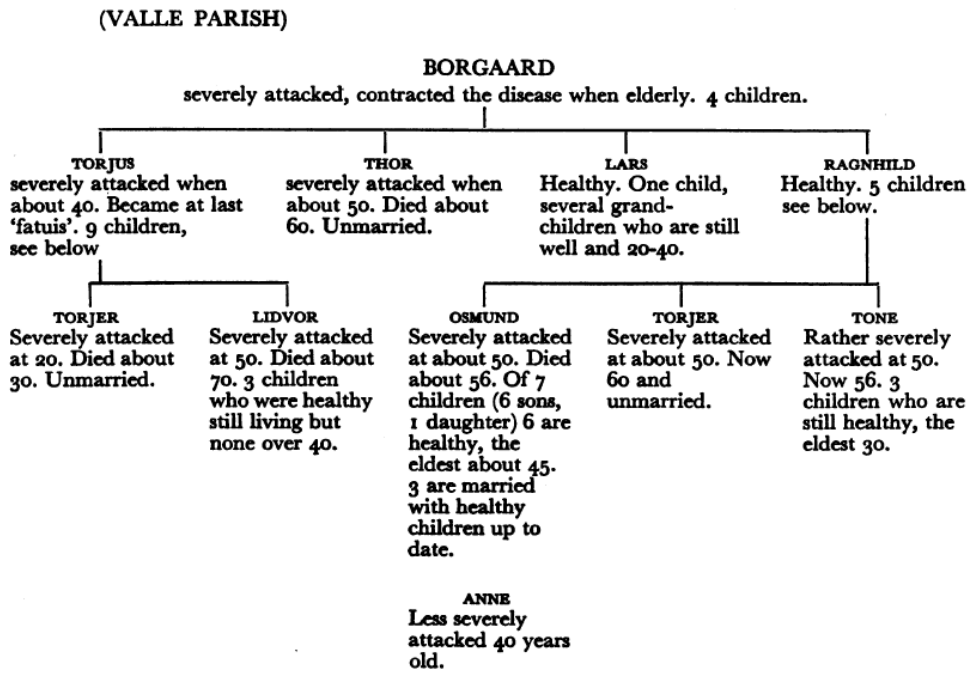 (VALLE PARISH)
BORGAARD
severely attacked, contracted the disease when elderly. 4 children.
TORJUS
severely attacked when
about 40. Became at last
‘fatuis’. 9 children,
see below
THOR
severely attacked when
about 50. Died about
60. Unmarried.
LARS
Healthy. One child,
several grand-
children who are still
well and 20-40.
RAGNHILD
Healthy. 5 children
see below.
TORJER
Severely attacked
at 20. Died about
30. Unmarried.
LIDVOR
Severely attacked
at 50. Died about
70. 3 children
who were healthy
still living but
none over 40.
OSMUND
Severely attacked
at about 50. Died
about 56. Of 7
children (6 sons,
1 daughter) 6 are
healthy, the
eldest about 45.
3 are married
with healthy
children up to
date.
TORJER
Severely attacked
at about 50. Now
60 and
unmarried.
TONE
Rather severely
attacked at 50.
Now 56. 3
children who are
still healthy, the
eldest 30.
ANNE
Less severely
attacked 40 years
old.